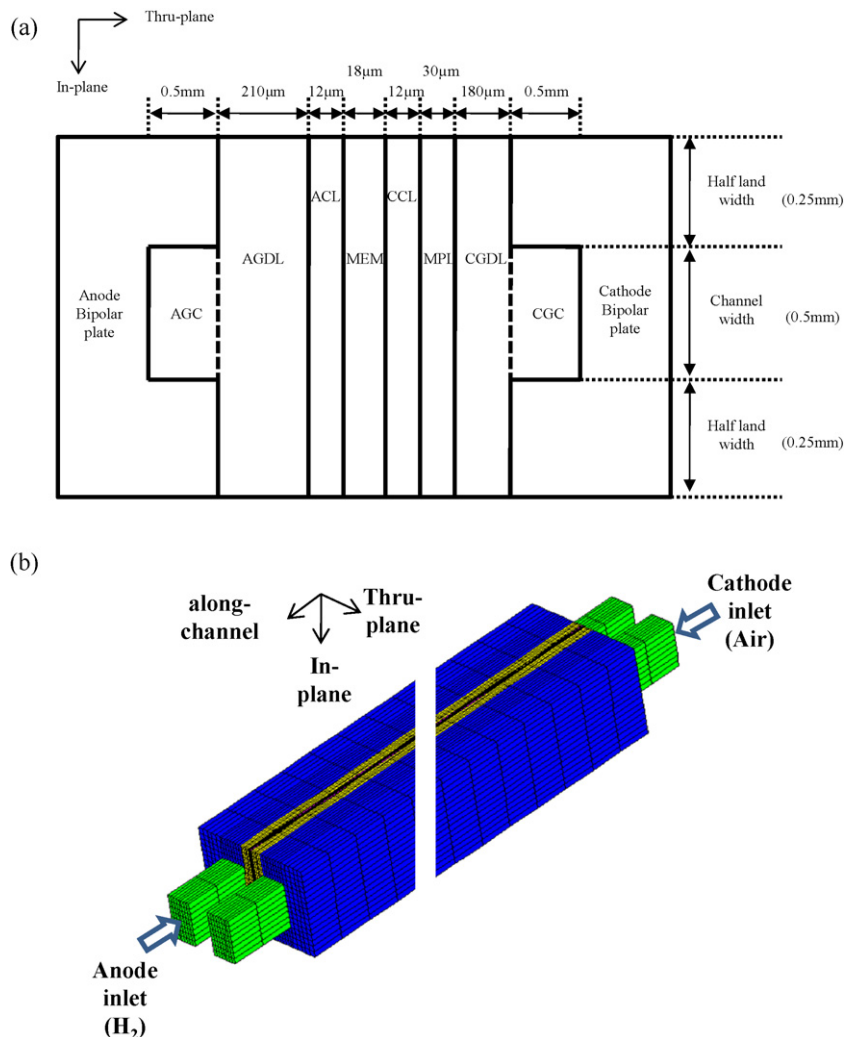 (a)
Thru-plane
In-plane
18µm
30µm
0.5mm
210µm
12µm
12µm
180µm
0.5mm
ACL
CCL
Half land
width
(0.25mm)
AGDL
MEM
MPL
CGDL
Anode
Bipolar
plate
AGC
CGC
Cathode
Bipolar
plate
Channel
width
(0.5mm)
Half land
width
(0.25mm)
(b)
along-
channel
Thru-
plane
In-
plane
Cathode
inlet
(Air)
Anode
inlet
(H₂)